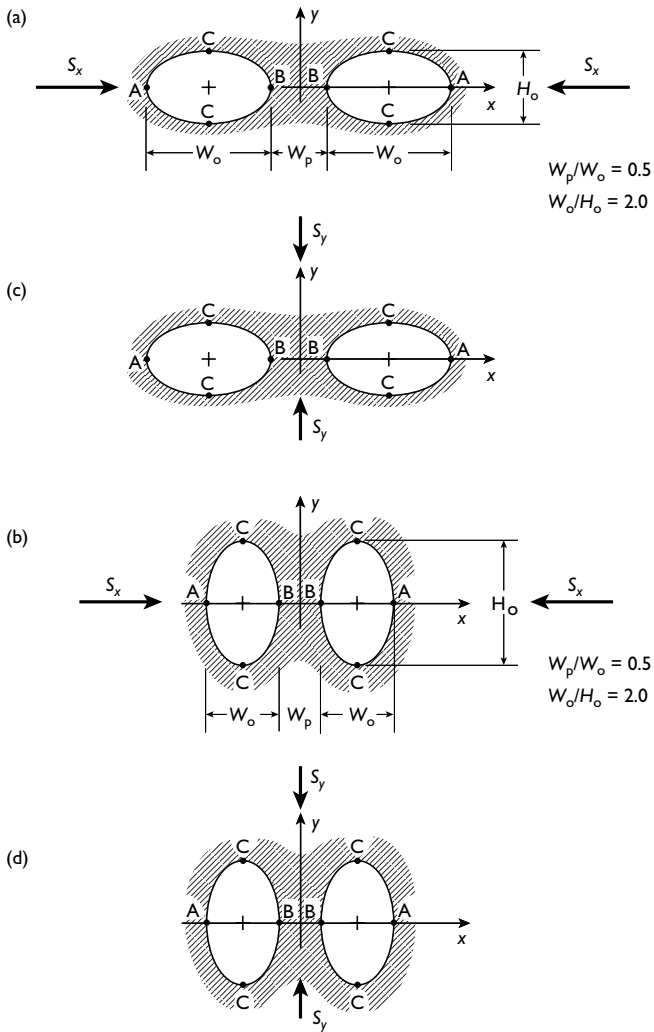 (a)
y
C C
S_x S_x
A B B A
x
H_o
C C
W_o W_p W_o
W_p/W_o = 0.5
W_o/H_o = 2.0
S_y
(c)
y
C C
A B B A
x
C C
S_y
(b)
y
C C
S_x S_x
A B B A
H_o
x
C C
W_o W_p W_o
W_p/W_o = 0.5
W_o/H_o = 2.0
S_y
(d)
y
C C
A B B A
x
C C
S_y